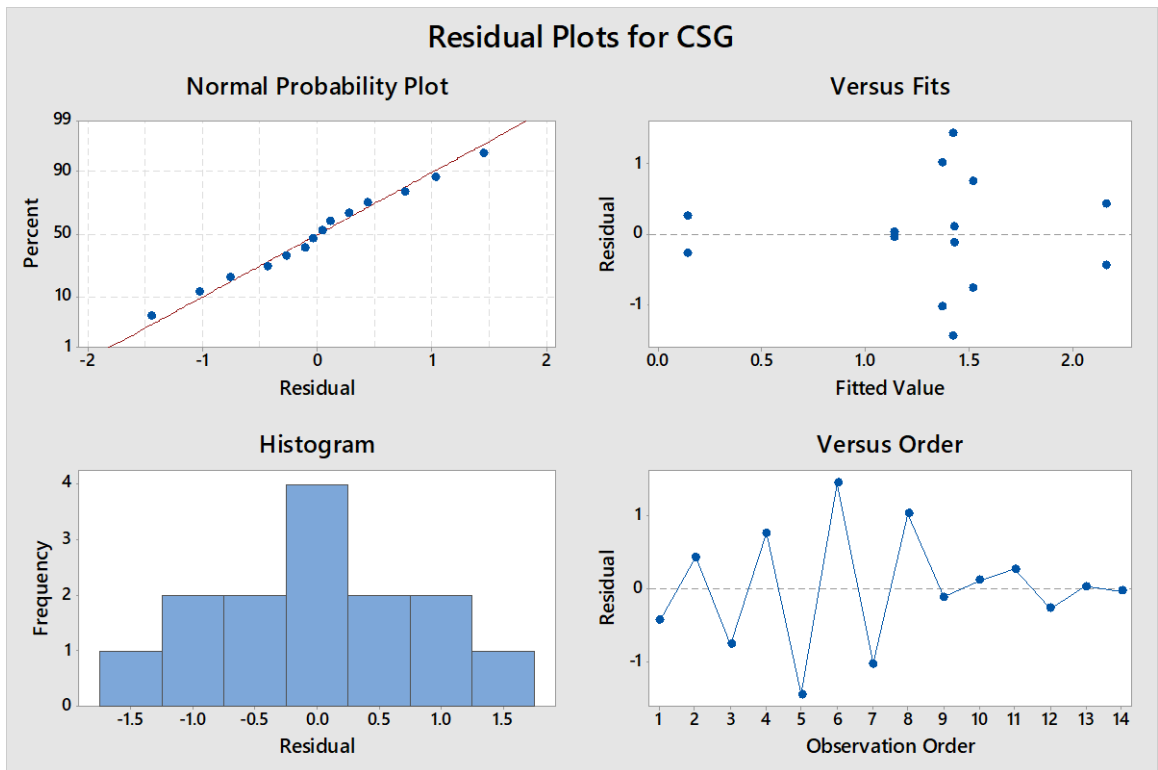 Residual Plots for CSG
Normal Probability Plot
99
90
50
10
1
Percent
-2 -1 0 1 2
Residual
Versus Fits
1
0
-1
Residual
0.0 0.5 1.0 1.5 2.0
Fitted Value
Histogram
4
3
2
1
0
Frequency
-1.5 -1.0 -0.5 0.0 0.5 1.0 1.5
Residual
Versus Order
1
0
-1
Residual
1 2 3 4 5 6 7 8 9 10 11 12 13 14
Observation Order